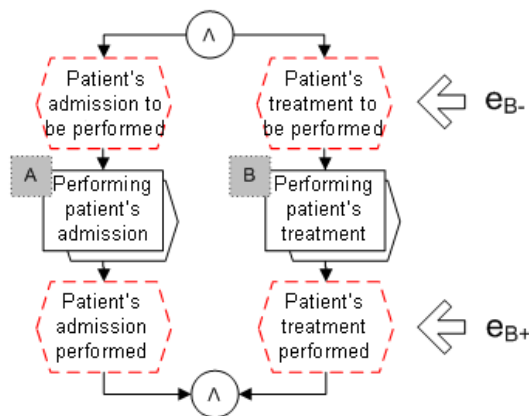 Λ
Patient's
admission to
be performed
Patient's
treatment to
be performed
eB-
A
Performing
patient's
admission
B
Performing
patient's
treatment
Patient's
admission
performed
Patient's
treatment
performed
eB+
Λ